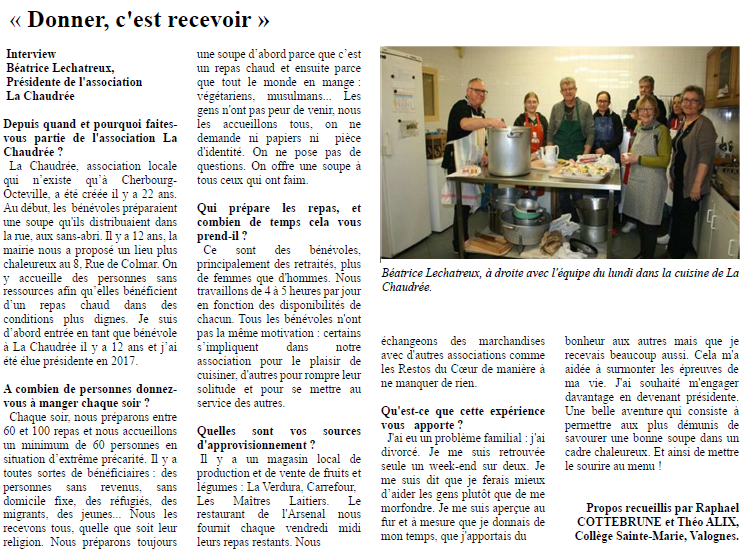 « Donner, c'est recevoir »
Interview
Béatrice Lechatreux,
Présidente de l'association
La Chaudrée
Depuis quand et pourquoi faites-
vous partie de l'association La
Chaudrée ?
La Chaudrée, association locale
qui n’existe qu’à Cherbourg-
Octeville, a été créée il y a 22 ans.
Au début, les bénévoles préparaient
une soupe qu'ils distribuaient dans
la rue, aux sans-abri. Il y a 12 ans, la
mairie nous a proposé un lieu plus
chaleureux au 8, Rue de Colmar. On
y accueille des personnes sans
ressources afin qu’elles bénéficient
d’un repas chaud dans des
conditions plus dignes. Je suis
d’abord entrée en tant que bénévole
à La Chaudrée il y a 12 ans et j’ai
été élue présidente en 2017.
A combien de personnes donnez-
vous à manger chaque soir ?
Chaque soir, nous préparons entre
60 et 100 repas et nous accueillons
un minimum de 60 personnes en
situation d’extrême précarité. Il y a
toutes sortes de bénéficiaires : des
personnes sans revenus, sans
domicile fixe, des réfugiés, des
migrants, des jeunes... Nous les
recevons tous, quelle que soit leur
religion. Nous préparons toujours
une soupe d’abord parce que c’est
un repas chaud et ensuite parce
que tout le monde en mange :
végétariens, musulmans... Les
gens n'ont pas peur de venir, nous
les accueillons tous, on ne
demande ni papiers ni pièce
d'identité. On ne pose pas de
questions. On offre une soupe à
tous ceux qui ont faim.
Qui prépare les repas, et
combien de temps cela vous
prend-il ?
Ce sont des bénévoles,
principalement des retraités, plus
de femmes que d'hommes. Nous
travaillons de 4 à 5 heures par jour
en fonction des disponibilités de
chacun. Tous les bénévoles n'ont
pas la même motivation : certains
s’impliquent dans notre
association pour le plaisir de
cuisiner, d'autres pour rompre leur
solitude et pour se mettre au
service des autres.
Quelles sont vos sources
d'approvisionnement ?
Il y a un magasin local de
production et de vente de fruits et
légumes : La Verdura, Carrefour,
Les Maîtres Laitiers. Le
restaurant de l'Arsenal nous
fournit chaque vendredi midi
leurs repas restants. Nous
Béatrice Lechatreux, à droite avec l'équipe du lundi dans la cuisine de La
Chaudrée.
échangeons des marchandises
avec d'autres associations comme
les Restos du Cœur de manière à
ne manquer de rien.
Qu'est-ce que cette expérience
vous apporte ?
J'ai eu un problème familial : j'ai
divorcé. Je me suis retrouvée
seule un week-end sur deux. Je
me suis dit que je ferais mieux
d’aider les gens plutôt que de me
morfondre. Je me suis aperçue au
fur et à mesure que je donnais de
mon temps, que j'apportais du
bonheur aux autres mais que je
recevais beaucoup aussi. Cela m'a
aidée à surmonter les épreuves de
ma vie. J'ai souhaité m'engager
davantage en devenant présidente.
Une belle aventure qui consiste à
permettre aux plus démunis de
savourer une bonne soupe dans un
cadre chaleureux. Et ainsi de mettre
le sourire au menu !
Propos recueillis par Raphael
COTTEBRUNE et Théo ALIX,
Collège Sainte-Marie, Valognes.